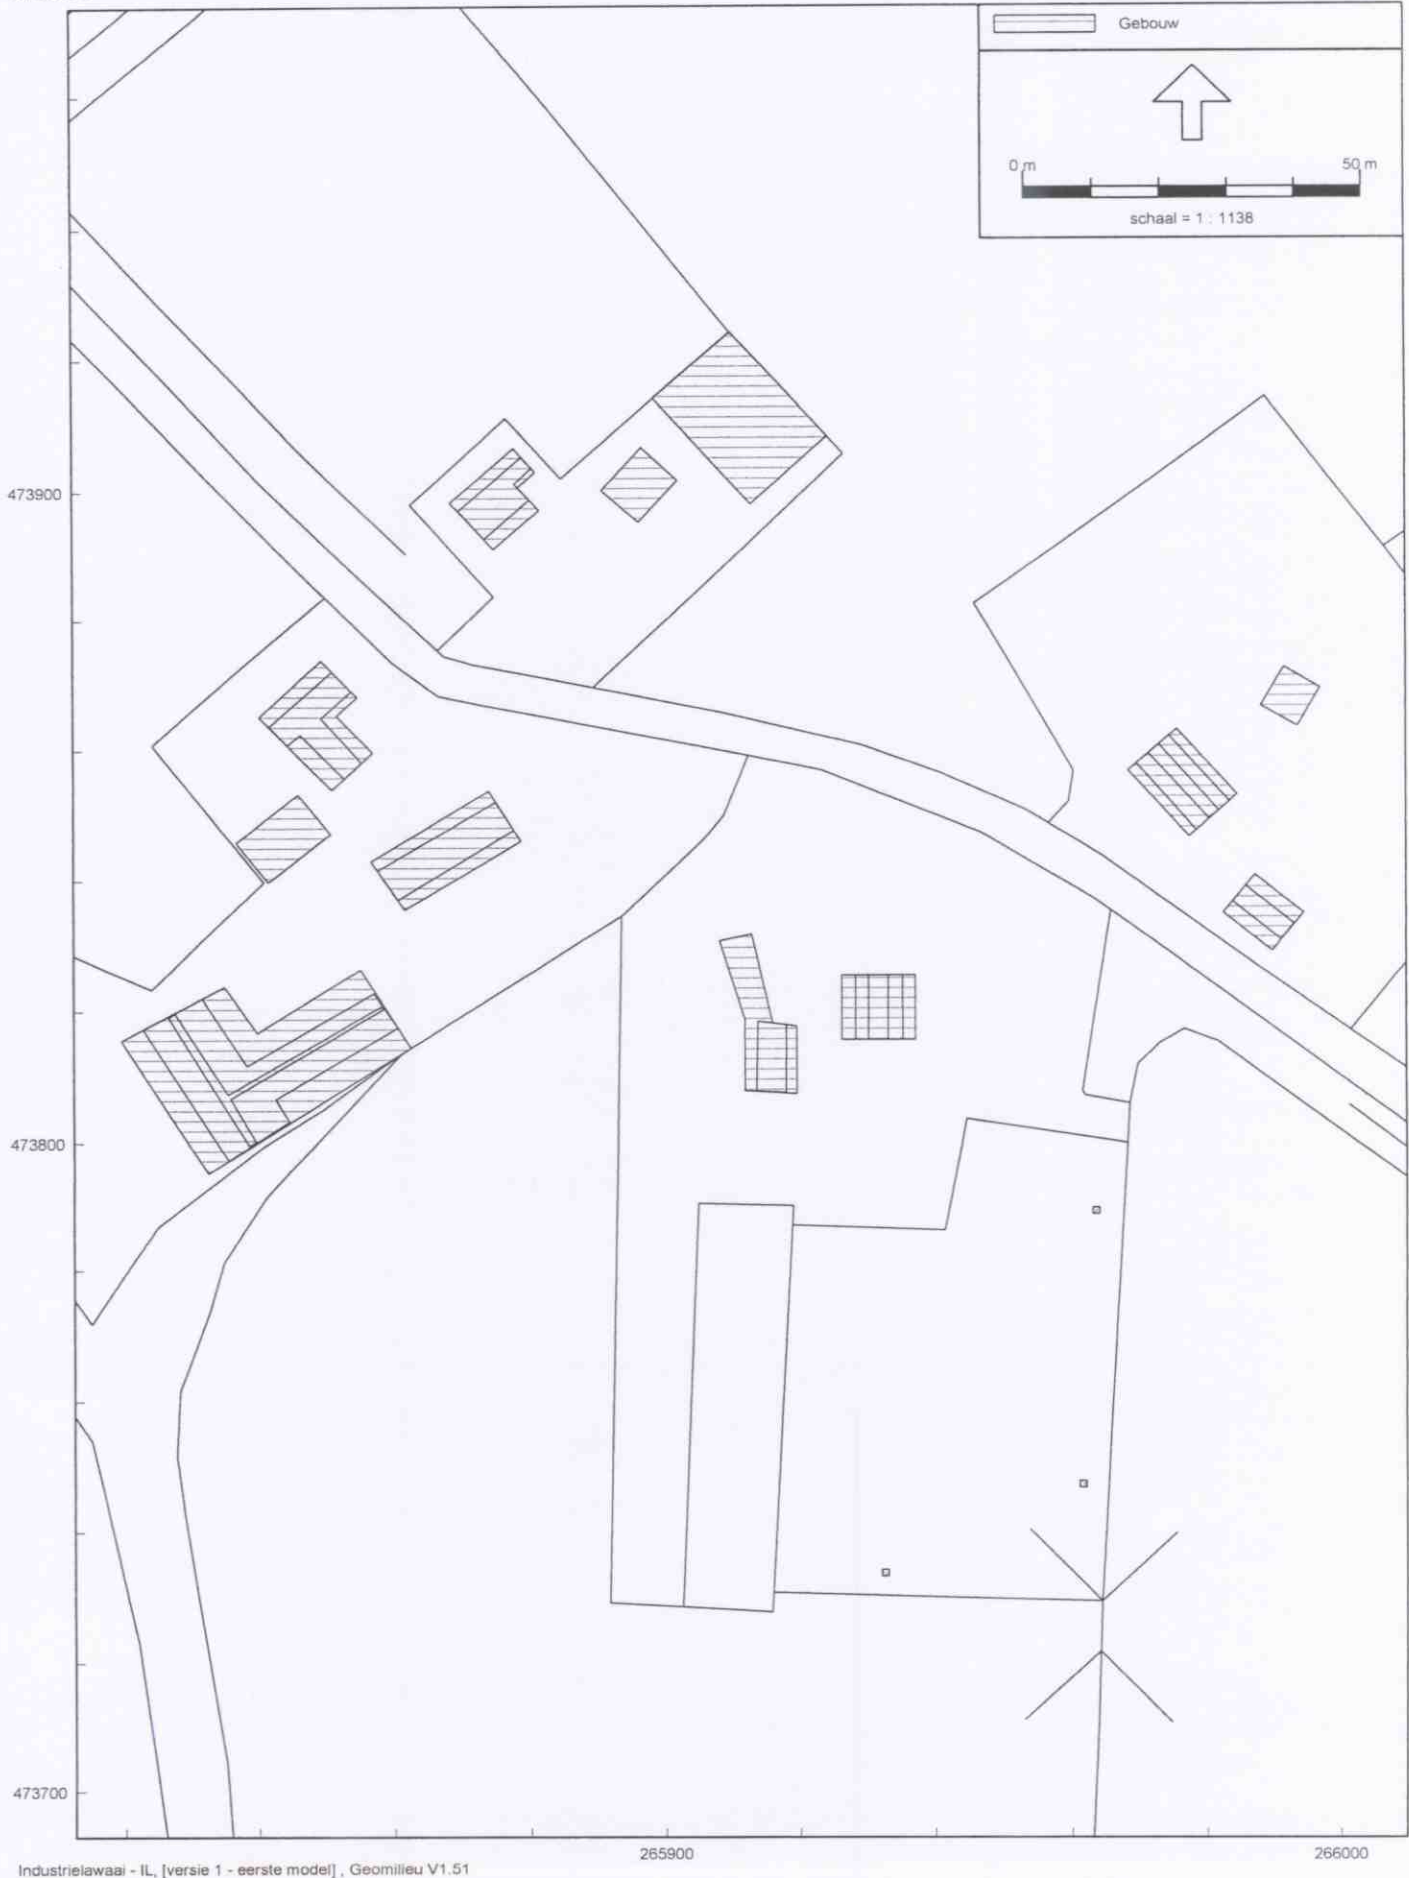 Gebouw
0 m 50 m
schaal = 1 : 1138
473900
473800
473700
265900 266000
Industrielawaai - IL, [versie 1 - eerste model] , Geomilieu V1.51